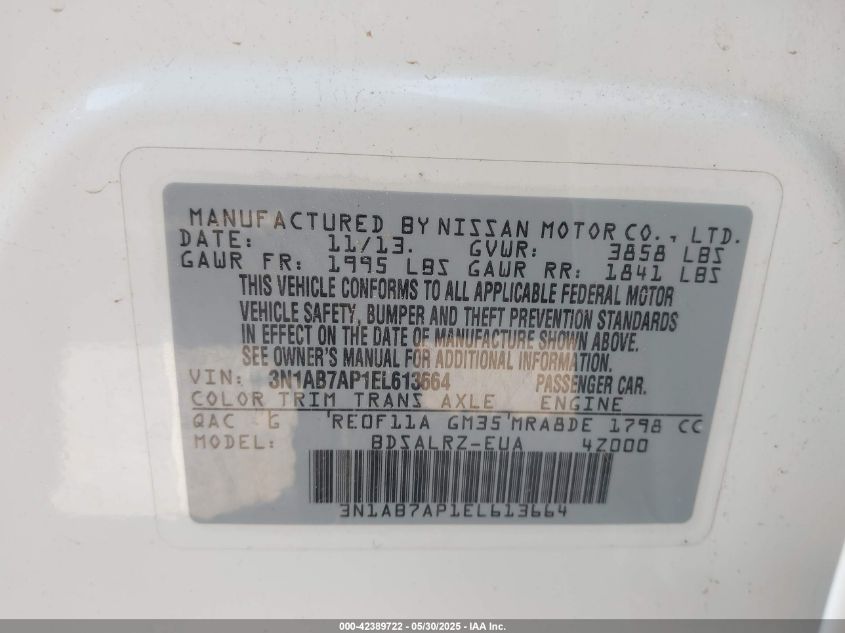 MANUFACTURED BY NISSAN MOTOR CO., LTD.
DATE: 11/13. GVWR: 3858 LBS
GAWR FR: 1995 LBS GAWR RR: 1841 LBS
THIS VEHICLE CONFORMS TO ALL APPLICABLE FEDERAL MOTOR
VEHICLE SAFETY, BUMPER AND THEFT PREVENTION STANDARDS
IN EFFECT ON THE DATE OF MANUFACTURE SHOWN ABOVE.
SEE OWNER'S MANUAL FOR ADDITIONAL INFORMATION.
VIN: 3N1AB7AP1EL613664 PASSENGER CAR.
COLOR TRIM TRANS AXLE ENGINE
QAC G RE0F11A GM35 MRA8DE 1798 CC
MODEL: BDSALRZ-EUA 4Z000
3N1AB7AP1EL613664
000-42389722 - 05/30/2025 - IAA Inc.